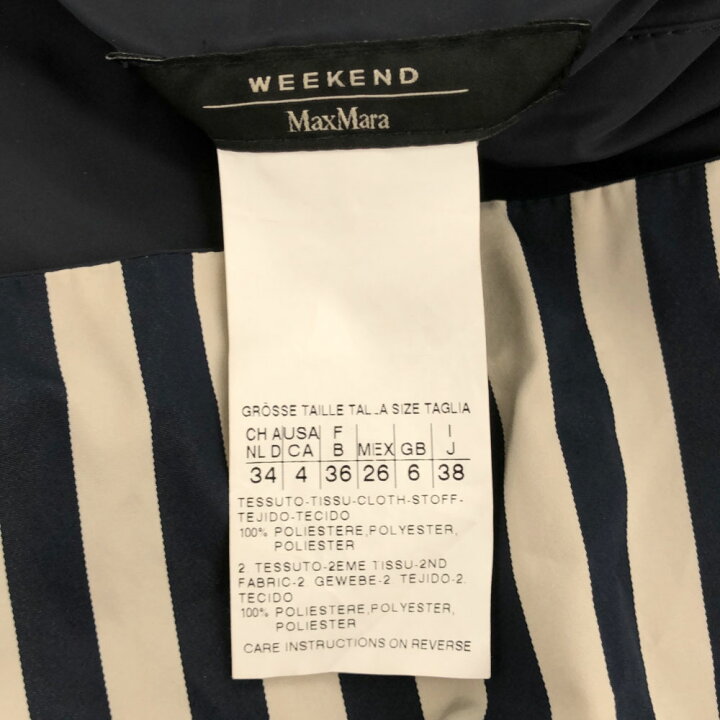 WEEKEND
MaxMara
GRÖSSE TAILLE TALLA SIZE TAGLIA
CH A USA F I
NL D CA B MEX GB J
34 4 36 26 6 38
TESSUTO-TISSU-CLOTH-STOFF-
TEJIDO-TECIDO
100% POLIESTERE,POLYESTER,
POLIESTER
2. TESSUTO-2EME TISSU-2ND
FABRIC-2. GEWEBE-2. TEJIDO-2.
TECIDO
100% POLIESTERE,POLYESTER,
POLIESTER
CARE INSTRUCTIONS ON REVERSE